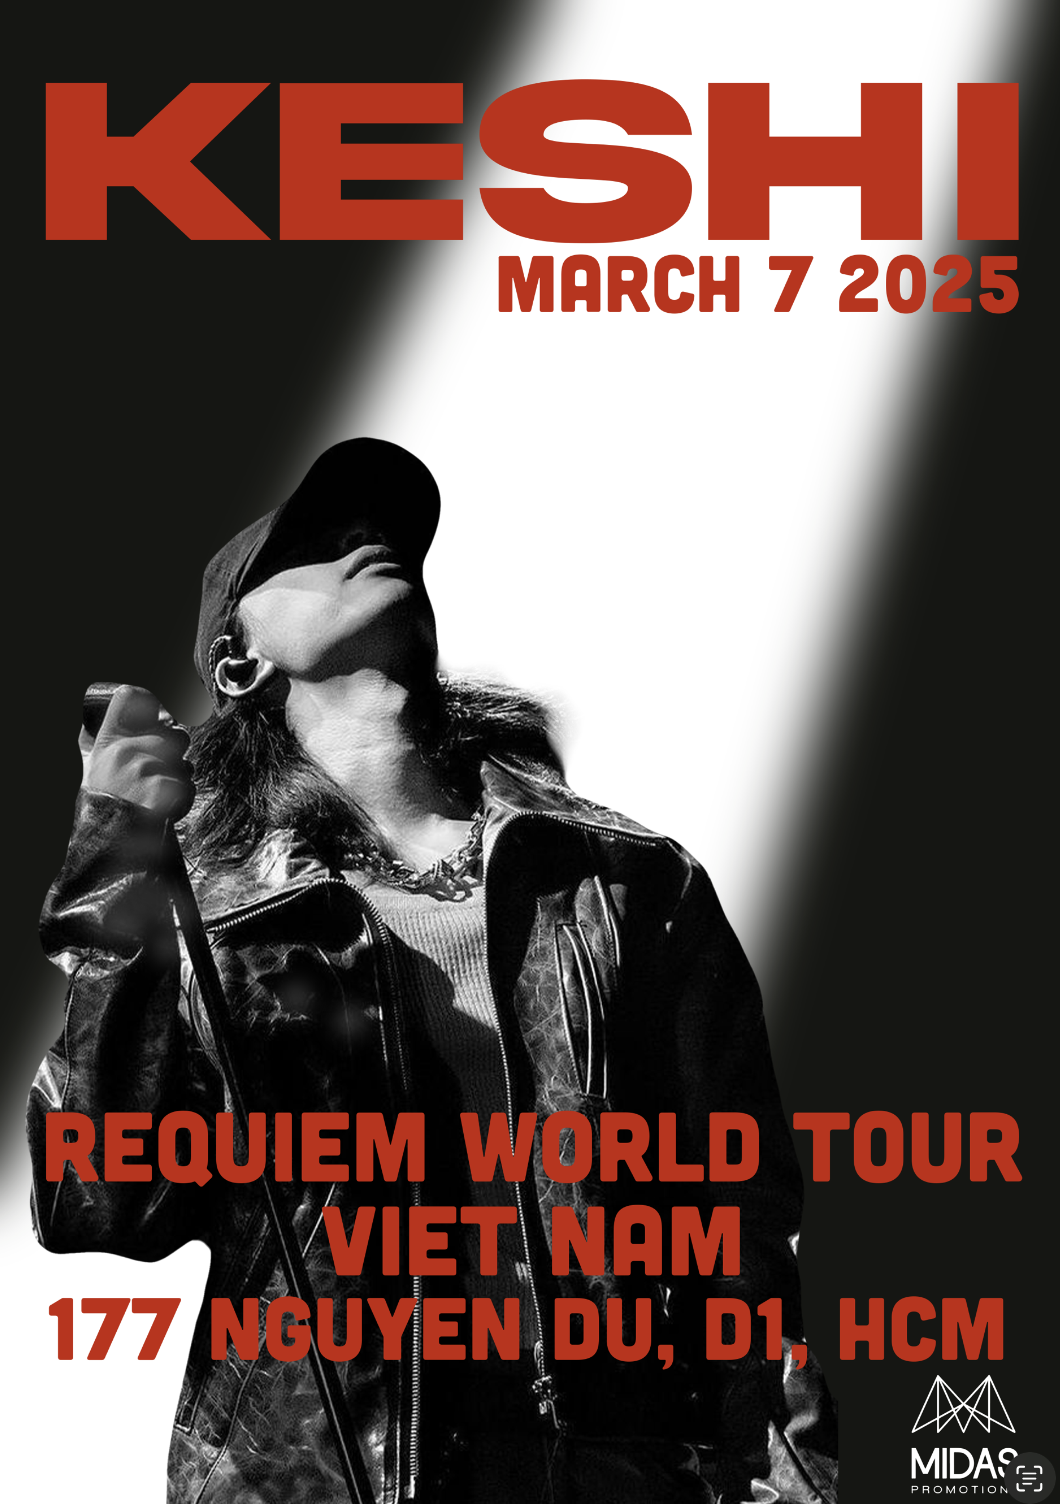 KESHI
MARCH 7 2025
REQUIEM WORLD TOUR
VIET NAM
177 NGUYEN DU, D1, HCM
MIDAS
PROMOTION